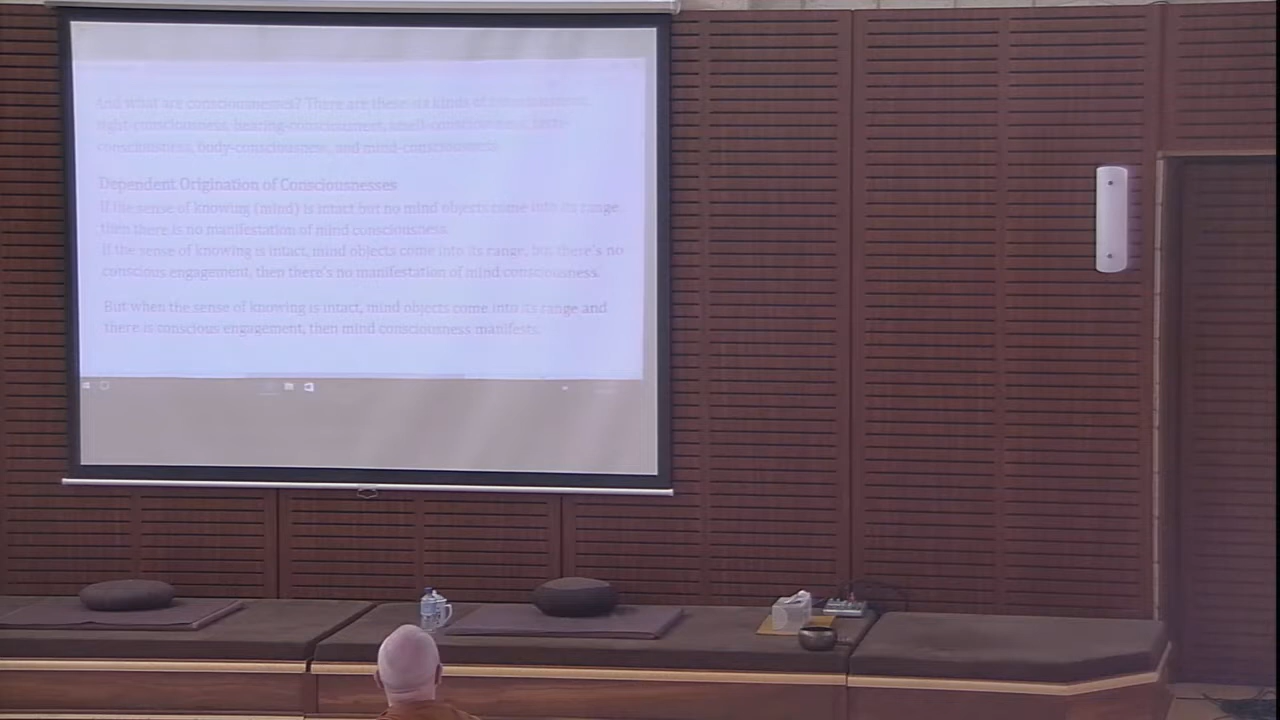 And what are consciousnesses? There are these six kinds of consciousness:
sight-consciousness, hearing-consciousness, smell-consciousness, taste-
consciousness, body-consciousness, and mind-consciousness.
Dependent Origination of Consciousnesses
If the sense of knowing (mind) is intact but no mind objects come into its range
then there is no manifestation of mind consciousness.
If the sense of knowing is intact, mind objects come into its range, but there's no
conscious engagement, then there's no manifestation of mind consciousness.
But when the sense of knowing is intact, mind objects come into its range and
there is conscious engagement, then mind consciousness manifests.